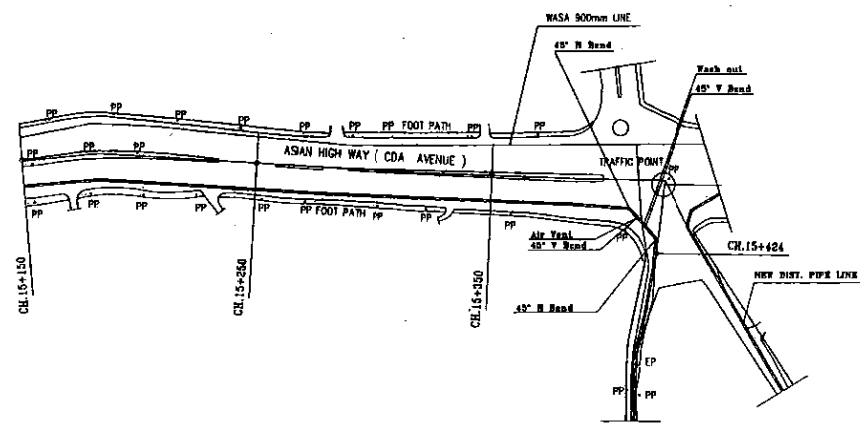 WASA 900mm LINE
45° H Bend
Wash out
45° V Bend
PP
PP
PP
PP
PP
PP
PP
FOOT PATH
PP
PP
ASIAN HIGH WAY ( CDA AVENUE )
TRAFFIC POINT
PP
PP
PP
PP
PP
PP
PP
PP
PP
PP
FOOT PATH
PP
PP
PP
PP
PP
Air Vent
45° V Bend
CH.15+424
CH.15+150
CH.15+250
CH.15+350
45° H Bend
NEW DIST. PIPE LINE
EP
PP
PP